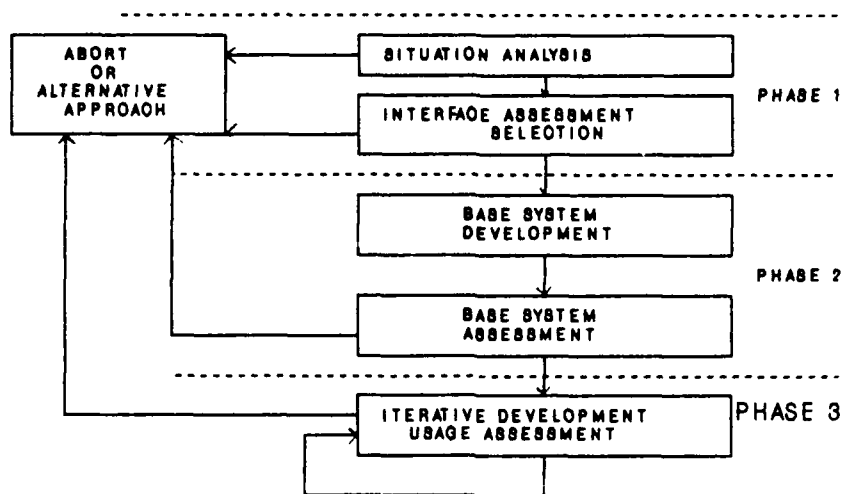 ABORT
OR
ALTERNATIVE
APPROACH
SITUATION ANALYSIS
INTERFACE ASSESSMENT
SELECTION
PHASE 1
BASE SYSTEM
DEVELOPMENT
PHASE 2
BASE SYSTEM
ASSESSMENT
ITERATIVE DEVELOPMENT
USAGE ASSESSMENT
PHASE 3